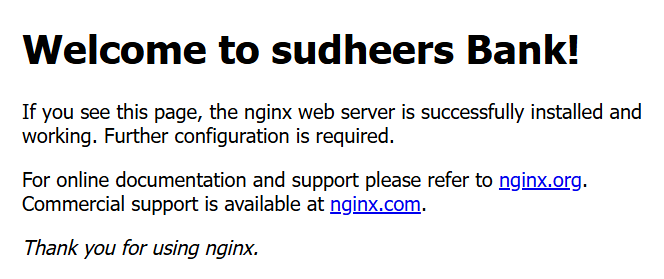 Welcome to sudheers Bank!
If you see this page, the nginx web server is successfully installed and
working. Further configuration is required.
For online documentation and support please refer to nginx.org.
Commercial support is available at nginx.com.
Thank you for using nginx.